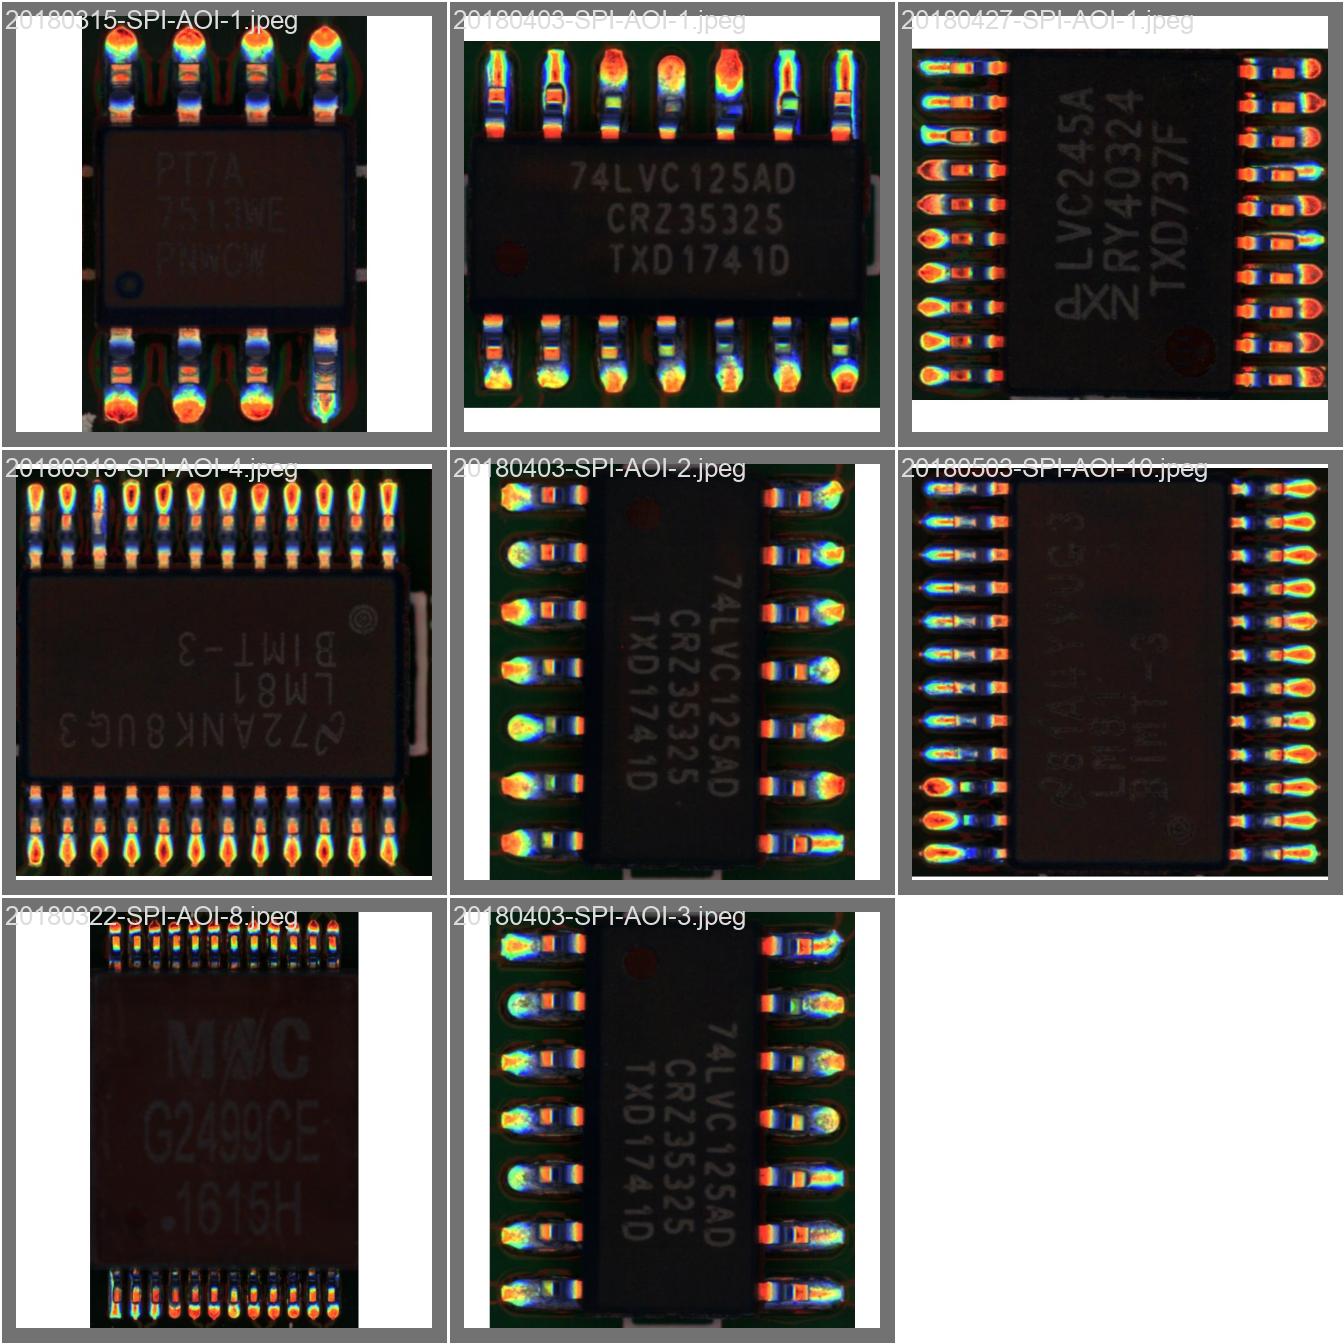 20180315-SPI-AOI-1.jpeg
PT7A
7513WE
PNWCW
20180403-SPI-AOI-1.jpeg
74LVC125AD
CRZ35325
TXD1741D
20180427-SPI-AOI-1.jpeg
LVC245A
RY40324
TXD737F
20180319-SPI-AOI-4.jpeg
72ANK8UG3
LM81
BIMT-3
20180403-SPI-AOI-2.jpeg
74LVC125AD
CRZ35325
TXD1741D
20180503-SPI-AOI-10.jpeg
LM81
BIMT-3
20180322-SPI-AOI-8.jpeg
G2499CE
.1615H
20180403-SPI-AOI-3.jpeg
74LVC125AD
CRZ35325
TXD1741D